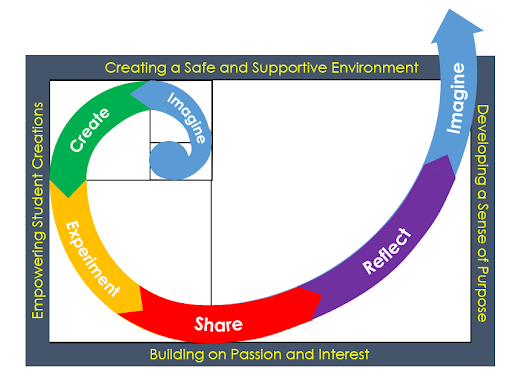 Creating a Safe and Supportive Environment
Imagine
Create
Experiment
Share
Reflect
Imagine
Empowering Student Creations
Developing a Sense of Purpose
Building on Passion and Interest